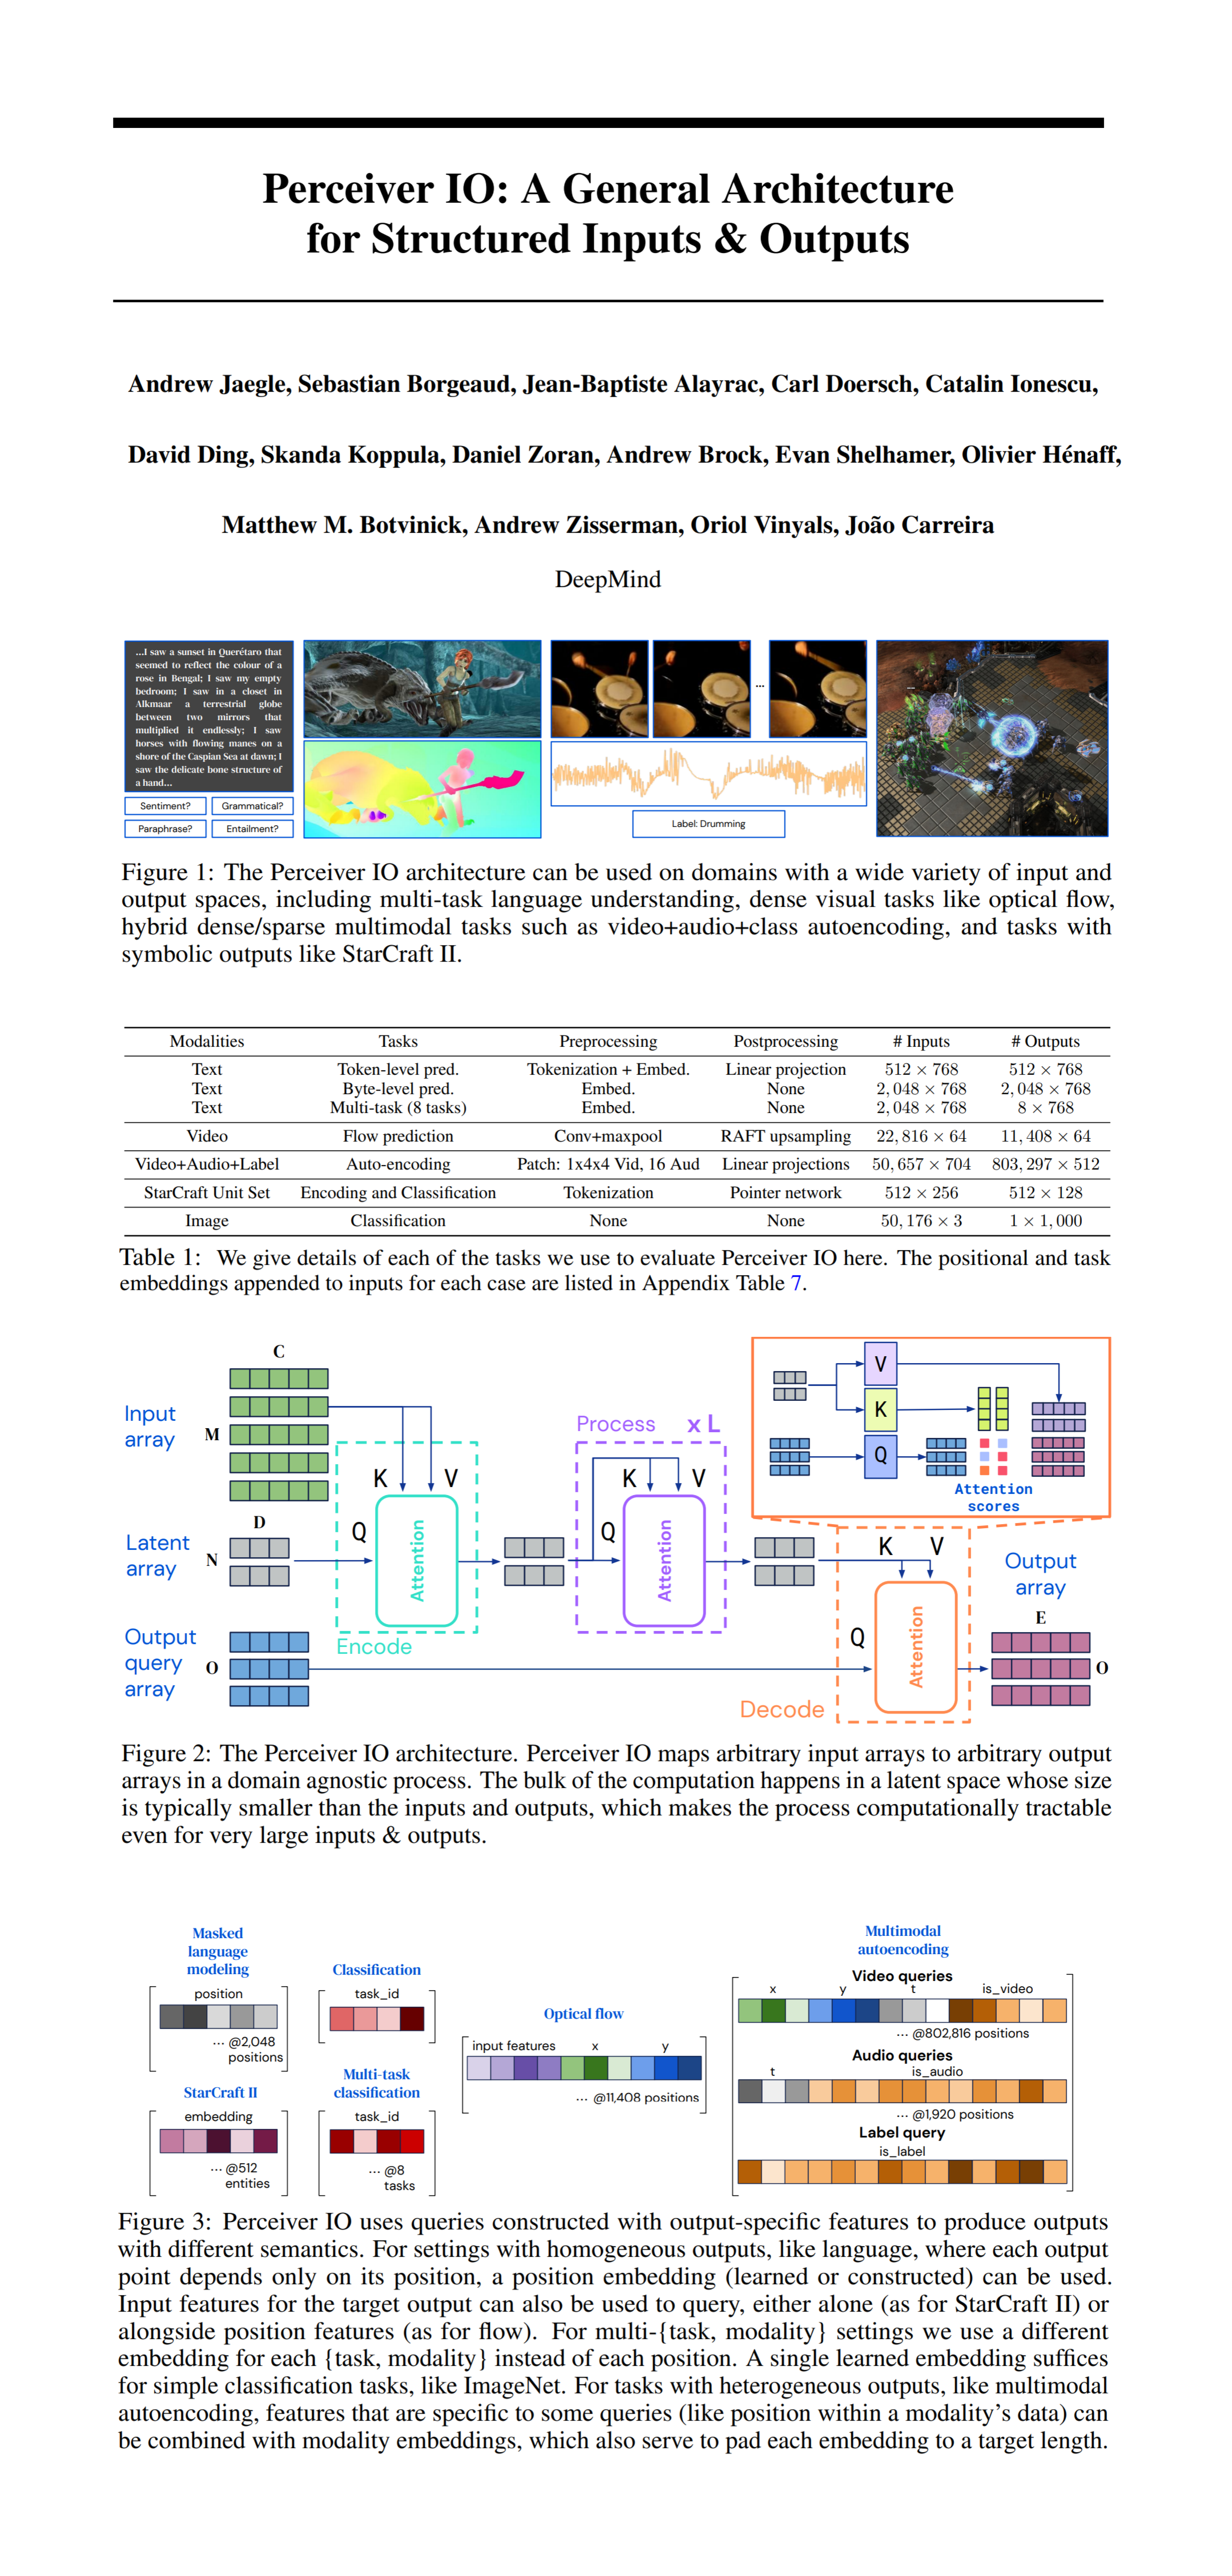 Perceiver IO: A General Architecture
for Structured Inputs & Outputs
Andrew Jaegle, Sebastian Borgeaud, Jean-Baptiste Alayrac, Carl Doersch, Catalin Ionescu,
David Ding, Skanda Koppula, Daniel Zoran, Andrew Brock, Evan Shelhamer, Olivier Hénaff,
Matthew M. Botvinick, Andrew Zisserman, Oriol Vinyals, João Carreira
DeepMind
...I saw a sunset in Querétaro that
seemed to reflect the colour of a
rose in Bengal; I saw my empty
bedroom; I saw in a closet in
Alkmaar a terrestrial globe
between two mirrors that
multiplied it endlessly; I saw
horses with flowing manes on a
shore of the Caspian Sea at dawn; I
saw the delicate bone structure of
a hand...
Sentiment? Grammatical?
Paraphrase? Entailment?
...
Label: Drumming
Figure 1: The Perceiver IO architecture can be used on domains with a wide variety of input and
output spaces, including multi-task language understanding, dense visual tasks like optical flow,
hybrid dense/sparse multimodal tasks such as video+audio+class autoencoding, and tasks with
symbolic outputs like StarCraft II.
Modalities Tasks Preprocessing Postprocessing # Inputs # Outputs
Text Token-level pred. Tokenization + Embed. Linear projection 512 × 768 512 × 768
Text Byte-level pred. Embed. None 2,048 × 768 2,048 × 768
Text Multi-task (8 tasks) Embed. None 2,048 × 768 8 × 768
Video Flow prediction Conv+maxpool RAFT upsampling 22,816 × 64 11,408 × 64
Video+Audio+Label Auto-encoding Patch: 1x4x4 Vid, 16 Aud Linear projections 50,657 × 704 803,297 × 512
StarCraft Unit Set Encoding and Classification Tokenization Pointer network 512 × 256 512 × 128
Image Classification None None 50,176 × 3 1 × 1,000
Table 1: We give details of each of the tasks we use to evaluate Perceiver IO here. The positional and task
embeddings appended to inputs for each case are listed in Appendix Table 7.
C
Input
array
M
Latent
array
D
N
Output
query
array
O
K V
Q
Attention
Encode
Process x L
K V
Q
Attention
V
K
Q
Attention
scores
K V
Q
Attention
Decode
Output
array
E
O
Figure 2: The Perceiver IO architecture. Perceiver IO maps arbitrary input arrays to arbitrary output
arrays in a domain agnostic process. The bulk of the computation happens in a latent space whose size
is typically smaller than the inputs and outputs, which makes the process computationally tractable
even for very large inputs & outputs.
Masked
language
modeling
position
... @2,048
positions
StarCraft II
embedding
... @512
entities
Classification
task_id
Multi-task
classification
task_id
... @8
tasks
Optical flow
input features x y
... @11,408 positions
Multimodal
autoencoding
Video queries
x y t is_video
... @802,816 positions
Audio queries
t is_audio
... @1,920 positions
Label query
is_label
Figure 3: Perceiver IO uses queries constructed with output-specific features to produce outputs
with different semantics. For settings with homogeneous outputs, like language, where each output
point depends only on its position, a position embedding (learned or constructed) can be used.
Input features for the target output can also be used to query, either alone (as for StarCraft II) or
alongside position features (as for flow). For multi-{task, modality} settings we use a different
embedding for each {task, modality} instead of each position. A single learned embedding suffices
for simple classification tasks, like ImageNet. For tasks with heterogeneous outputs, like multimodal
autoencoding, features that are specific to some queries (like position within a modality's data) can
be combined with modality embeddings, which also serve to pad each embedding to a target length.